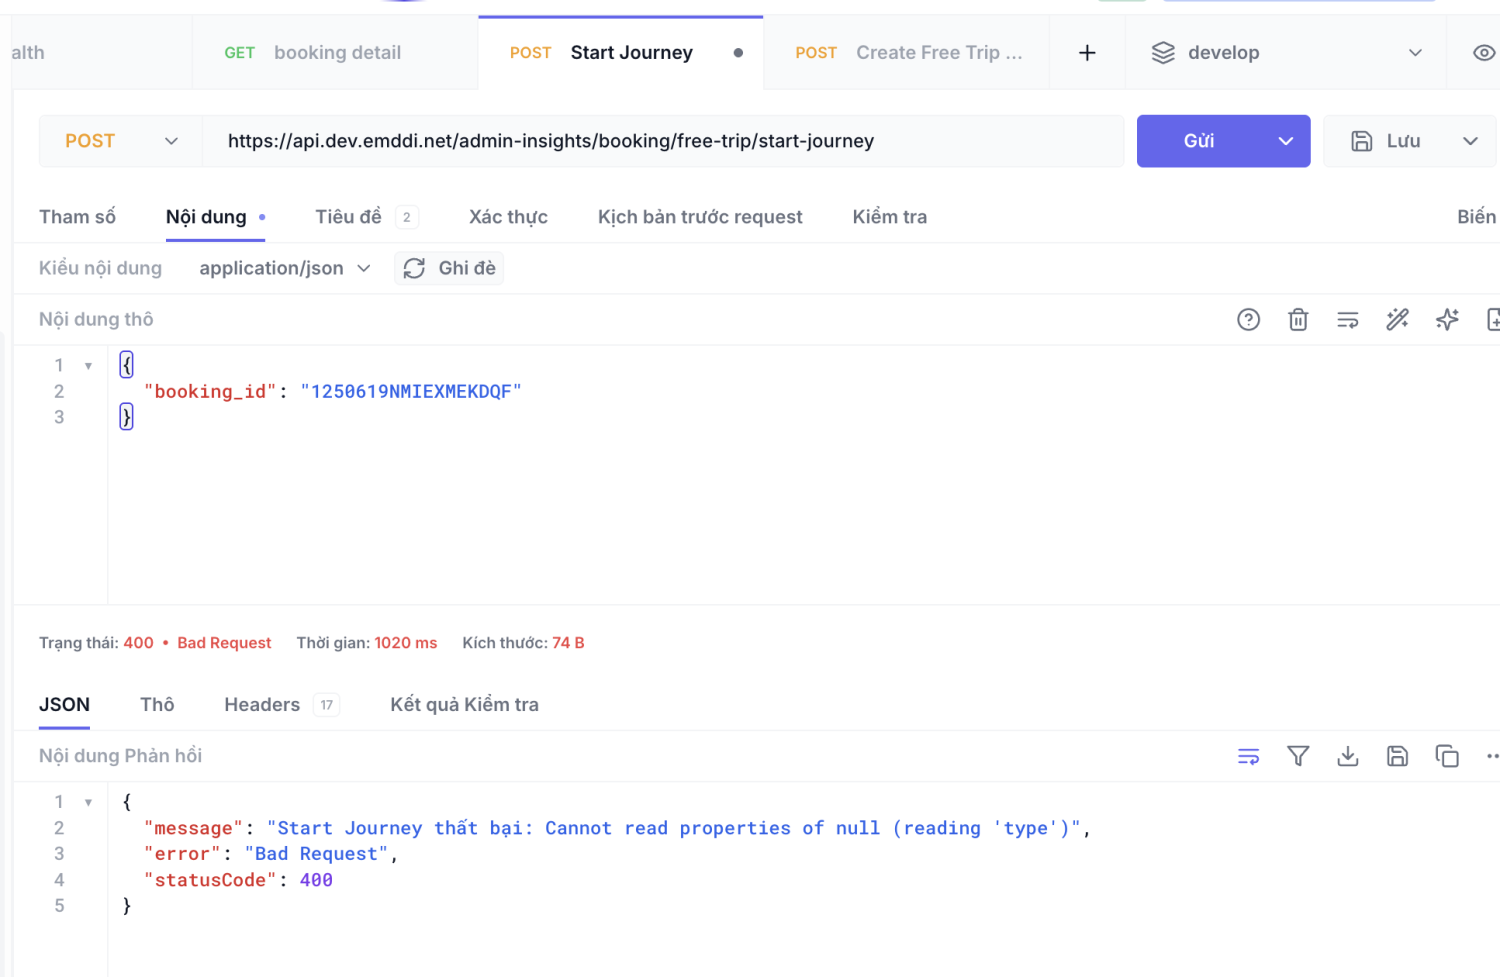 alth
GET booking detail
POST Start Journey
POST Create Free Trip ...
develop
POST
https://api.dev.emddi.net/admin-insights/booking/free-trip/start-journey
Gửi
Lưu
Tham số
Nội dung
Tiêu đề 2
Xác thực
Kịch bản trước request
Kiểm tra
Biến
Kiểu nội dung
application/json
Ghi đè
Nội dung thô
1 {
2 "booking_id": "1250619NMIEXMEKDQF"
3 }
Trạng thái: 400 • Bad Request Thời gian: 1020 ms Kích thước: 74 B
JSON
Thô
Headers 17
Kết quả Kiểm tra
Nội dung Phản hồi
1 {
2 "message": "Start Journey thất bại: Cannot read properties of null (reading 'type')",
3 "error": "Bad Request",
4 "statusCode": 400
5 }